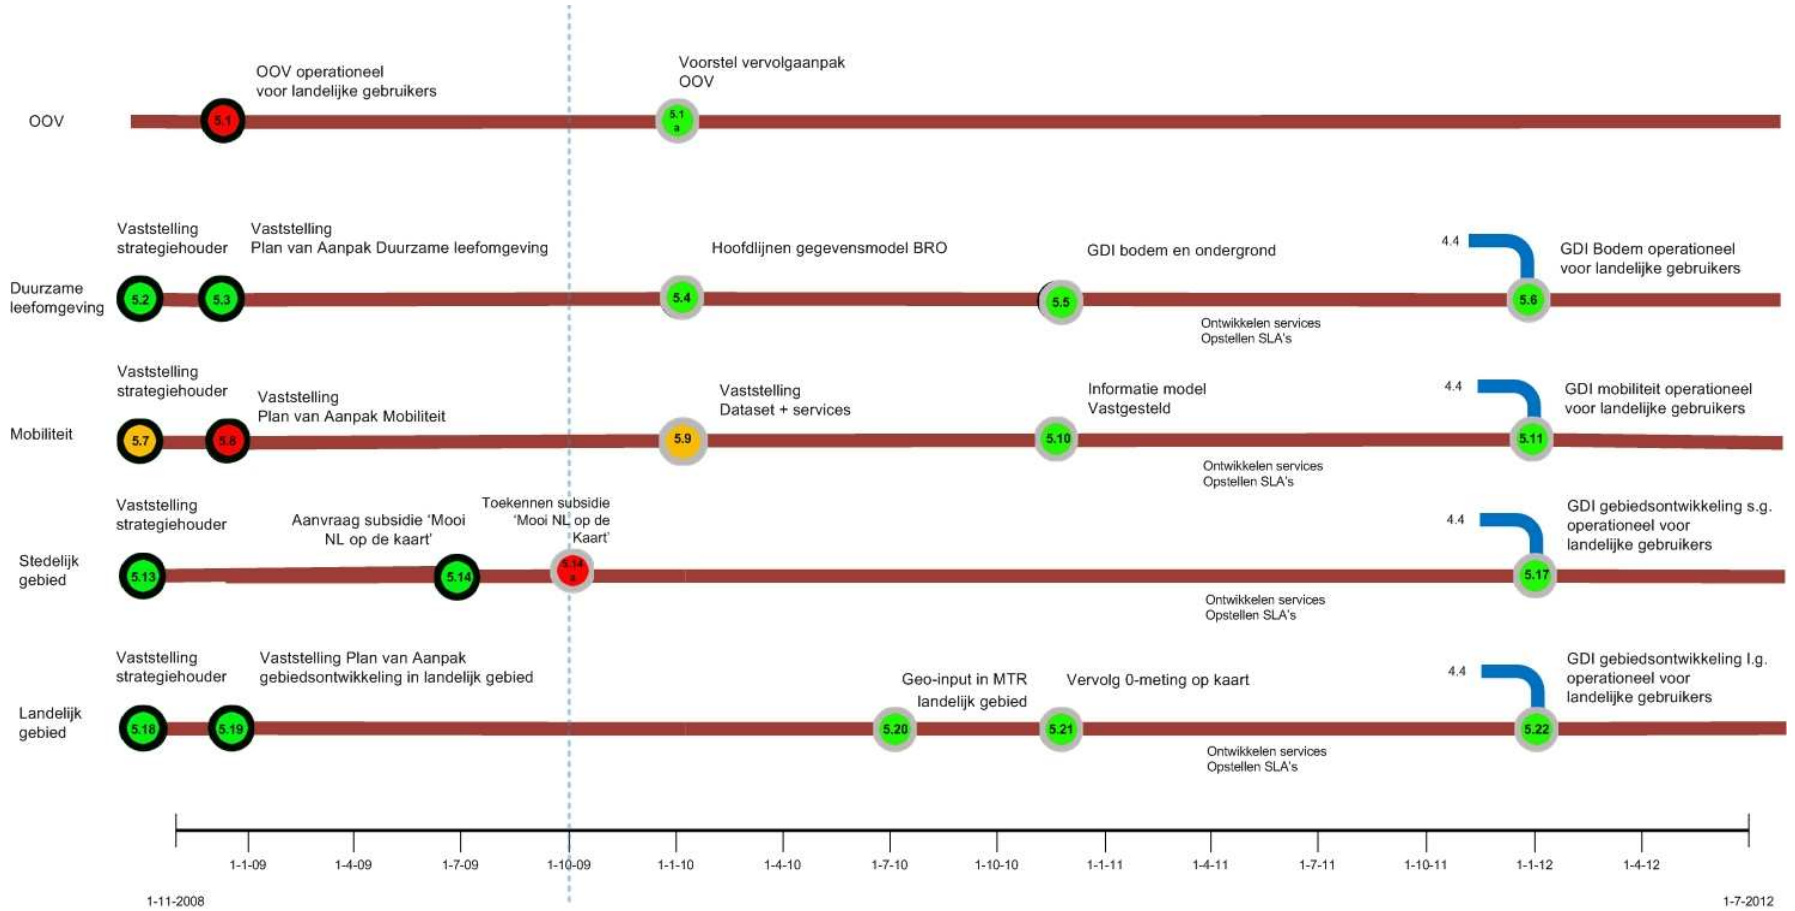 OOV operationeel
voor landelijke gebruikers
Voorstel vervolgaanpak
OOV
OOV
5.1
5.1
a
Vaststelling
strategiehouder
Vaststelling
Plan van Aanpak Duurzame leefomgeving
Hoofdlijnen gegevensmodel BRO
GDI bodem en ondergrond
4.4
GDI Bodem operationeel
voor landelijke gebruikers
Duurzame
leefomgeving
5.2
5.3
5.4
5.5
5.6
Ontwikkelen services
Opstellen SLA's
Vaststelling
strategiehouder
Vaststelling
Plan van Aanpak Mobiliteit
Vaststelling
Dataset + services
Informatie model
Vastgesteld
4.4
GDI mobiliteit operationeel
voor landelijke gebruikers
Mobiliteit
5.7
5.8
5.9
5.10
5.11
Ontwikkelen services
Opstellen SLA's
Vaststelling
strategiehouder
Aanvraag subsidie 'Mooi
NL op de kaart'
Toekennen subsidie
'Mooi NL op de
Kaart'
4.4
GDI gebiedsontwikkeling s.g.
operationeel voor
landelijke gebruikers
Stedelijk
gebied
5.13
5.14
5.14
a
5.17
Ontwikkelen services
Opstellen SLA's
Vaststelling
strategiehouder
Vaststelling Plan van Aanpak
gebiedsontwikkeling in landelijk gebied
Geo-input in MTR
landelijk gebied
Vervolg 0-meting op kaart
4.4
GDI gebiedsontwikkeling l.g.
operationeel voor
landelijke gebruikers
Landelijk
gebied
5.18
5.19
5.20
5.21
5.22
Ontwikkelen services
Opstellen SLA's
1-1-09
1-4-09
1-7-09
1-10-09
1-1-10
1-4-10
1-7-10
1-10-10
1-1-11
1-4-11
1-7-11
1-10-11
1-1-12
1-4-12
1-11-2008
1-7-2012